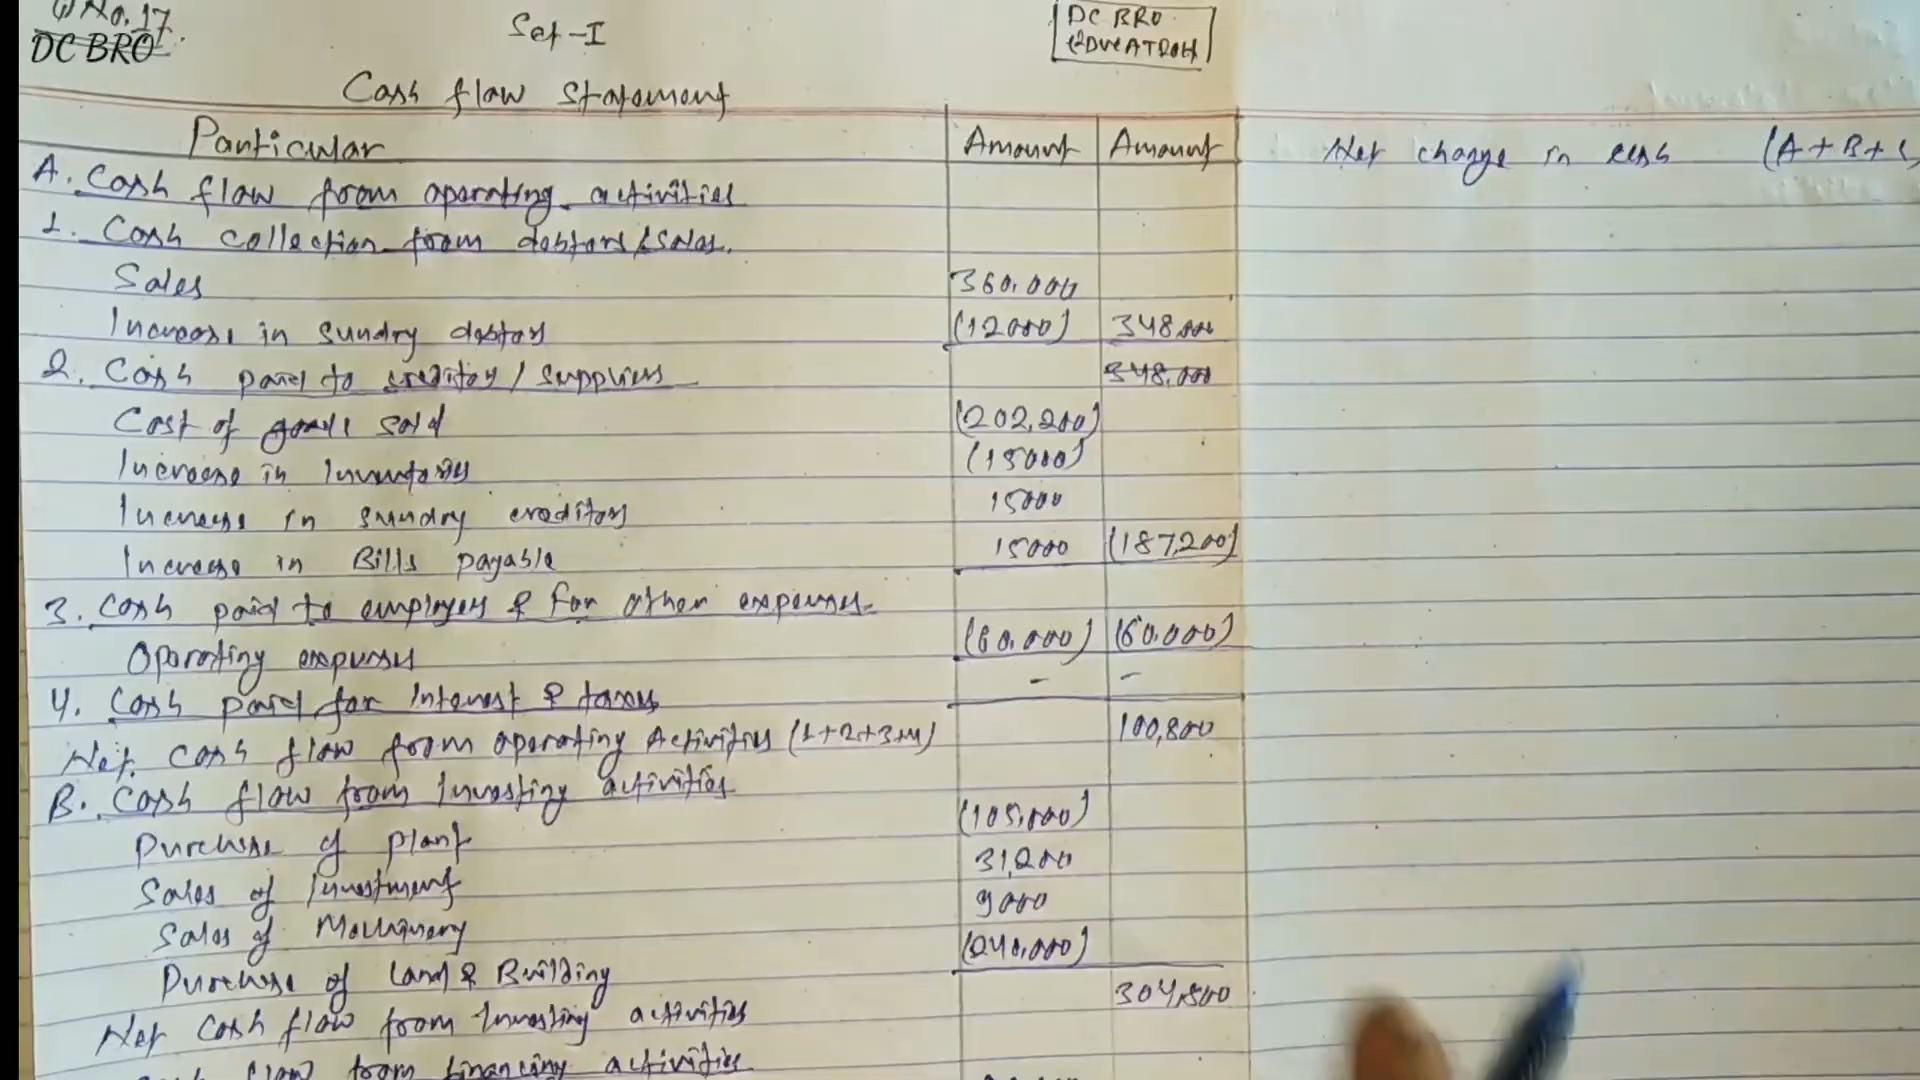 Q No. 17.
DC BRO
Set-I
DC BRO
Cash flow statement
Particular Amount Amount
Net change in cash (A+B+C
A. Cash flow from operating activities
1. Cash collection from debtors/sales.
Sales 360,000
Increase in sundry debtors (12000) 348,000
2. Cash paid to creditors / suppliers 348,000
Cost of goods sold (202,200)
Increase in Inventories (15000)
Increase in sundry creditors 15000
Increase in Bills payable 15000 (187,200)
3. Cash paid to employees & for other expenses.
Operating expenses (60,000) (60,000)
4. Cash paid for Interest & taxes - -
Net. cash flow from operating Activities (1+2+3+4) 100,800
B. Cash flow from Investing activities
Purchase of plant (105,000)
Sales of Investment 31,200
Sales of Machinery 9000
Purchase of Land & Building (240,000)
Net cash flow from Investing activities 304,800
flow from financing activities